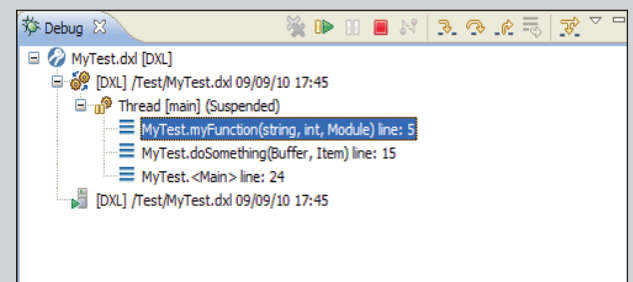 Debug
MyTest.dxl [DXL]
[DXL] /Test/MyTest.dxl 09/09/10 17:45
Thread [main] (Suspended)
MyTest.myFunction(string, int, Module) line: 5
MyTest.doSomething(Buffer, Item) line: 15
MyTest.<Main> line: 24
[DXL] /Test/MyTest.dxl 09/09/10 17:45